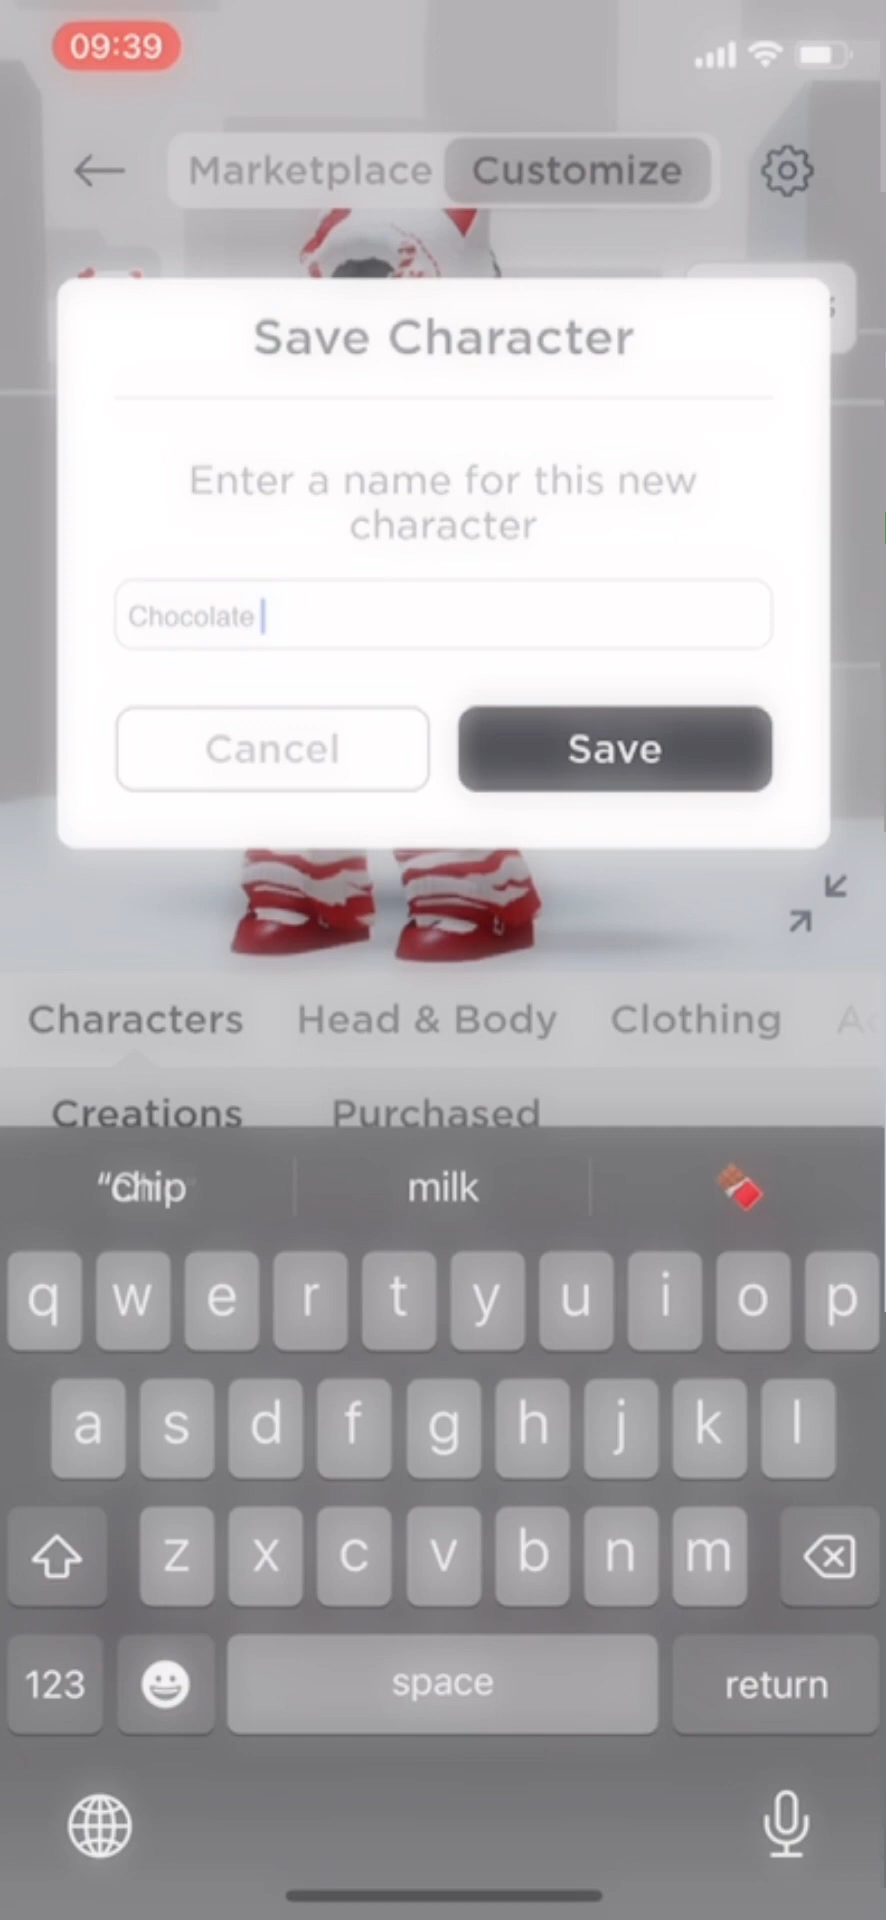 09:39
Marketplace Customize
Save Character
Enter a name for this new
character
Chocolate
Cancel Save
Characters Head & Body Clothing
Creations Purchased
milk
q w e r t y u i o p
a s d f g h j k l
z x c v b n m
123 space return